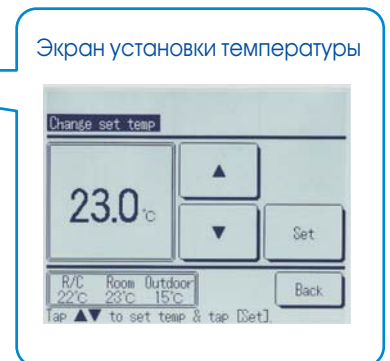 Экран установки температуры
Change set temp
▲
23.0°C
▼
Set
R/C Room Outdoor
22°C 23°C 15°C
Back
Tap ▲▼ to set temp & tap [Set].